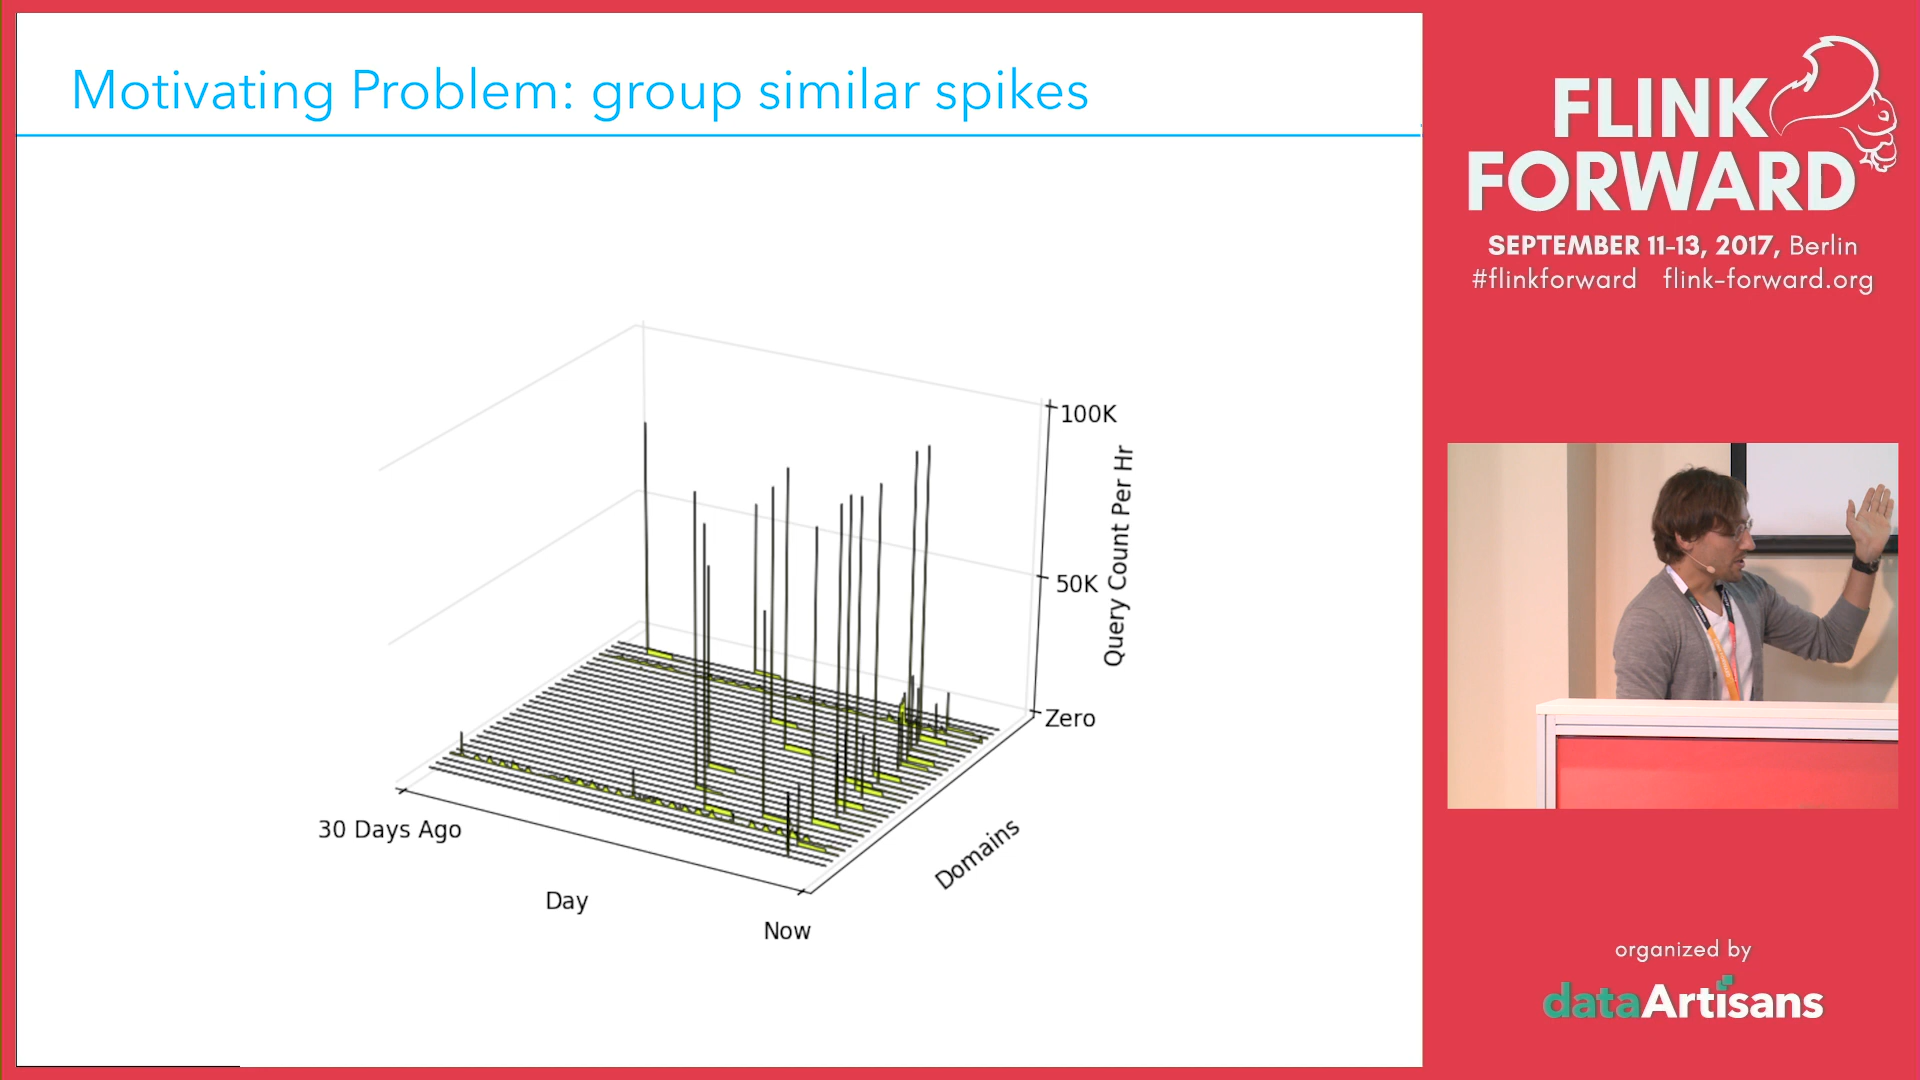 Motivating Problem: group similar spikes
100K
50K
Zero
Query Count Per Hr
Domains
30 Days Ago
Day
Now
FLINK
FORWARD
SEPTEMBER 11-13, 2017, Berlin
#flinkforward flink-forward.org
organized by
dataArtisans